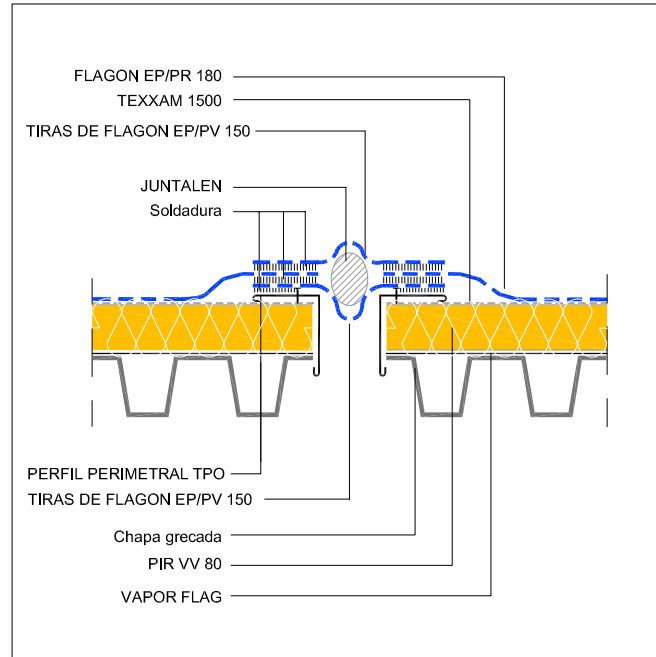 FLAGON EP/PR 180
TEXXAM 1500
TIRAS DE FLAGON EP/PV 150
JUNTALEN
Soldadura
PERFIL PERIMETRAL TPO
TIRAS DE FLAGON EP/PV 150
Chapa grecada
PIR VV 80
VAPOR FLAG